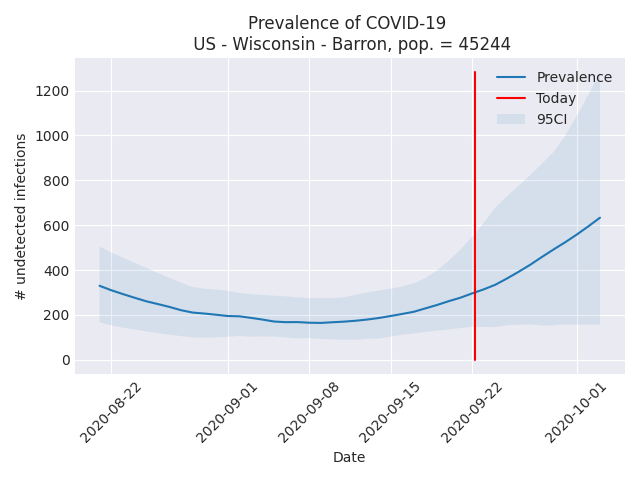 Prevalence of COVID-19
US - Wisconsin - Barron, pop. = 45244
Prevalence
Today
95CI
# undetected infections
1200
1000
800
600
400
200
0
2020-08-22
2020-09-01
2020-09-08
2020-09-15
2020-09-22
2020-10-01
Date